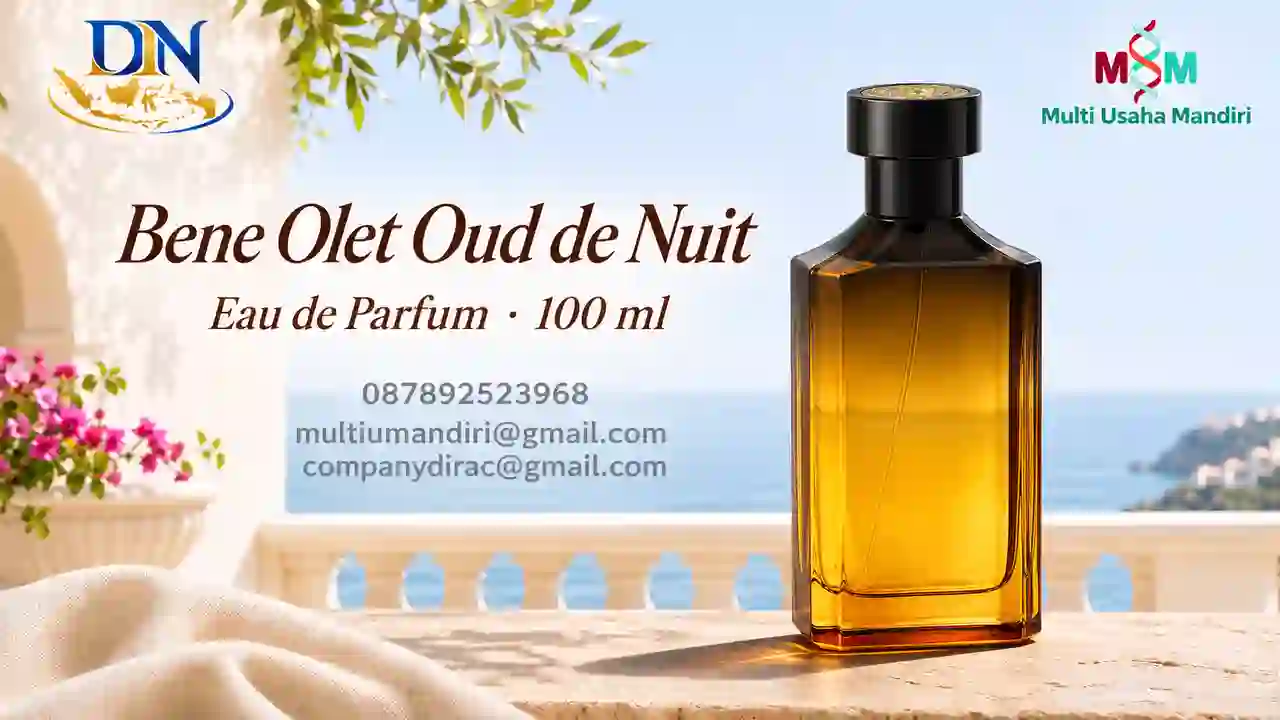 DN
MSM
Multi Usaha Mandiri
Bene Olet Oud de Nuit
Eau de Parfum · 100 ml
087892523968
multiumandiri@gmail.com
companydirac@gmail.com